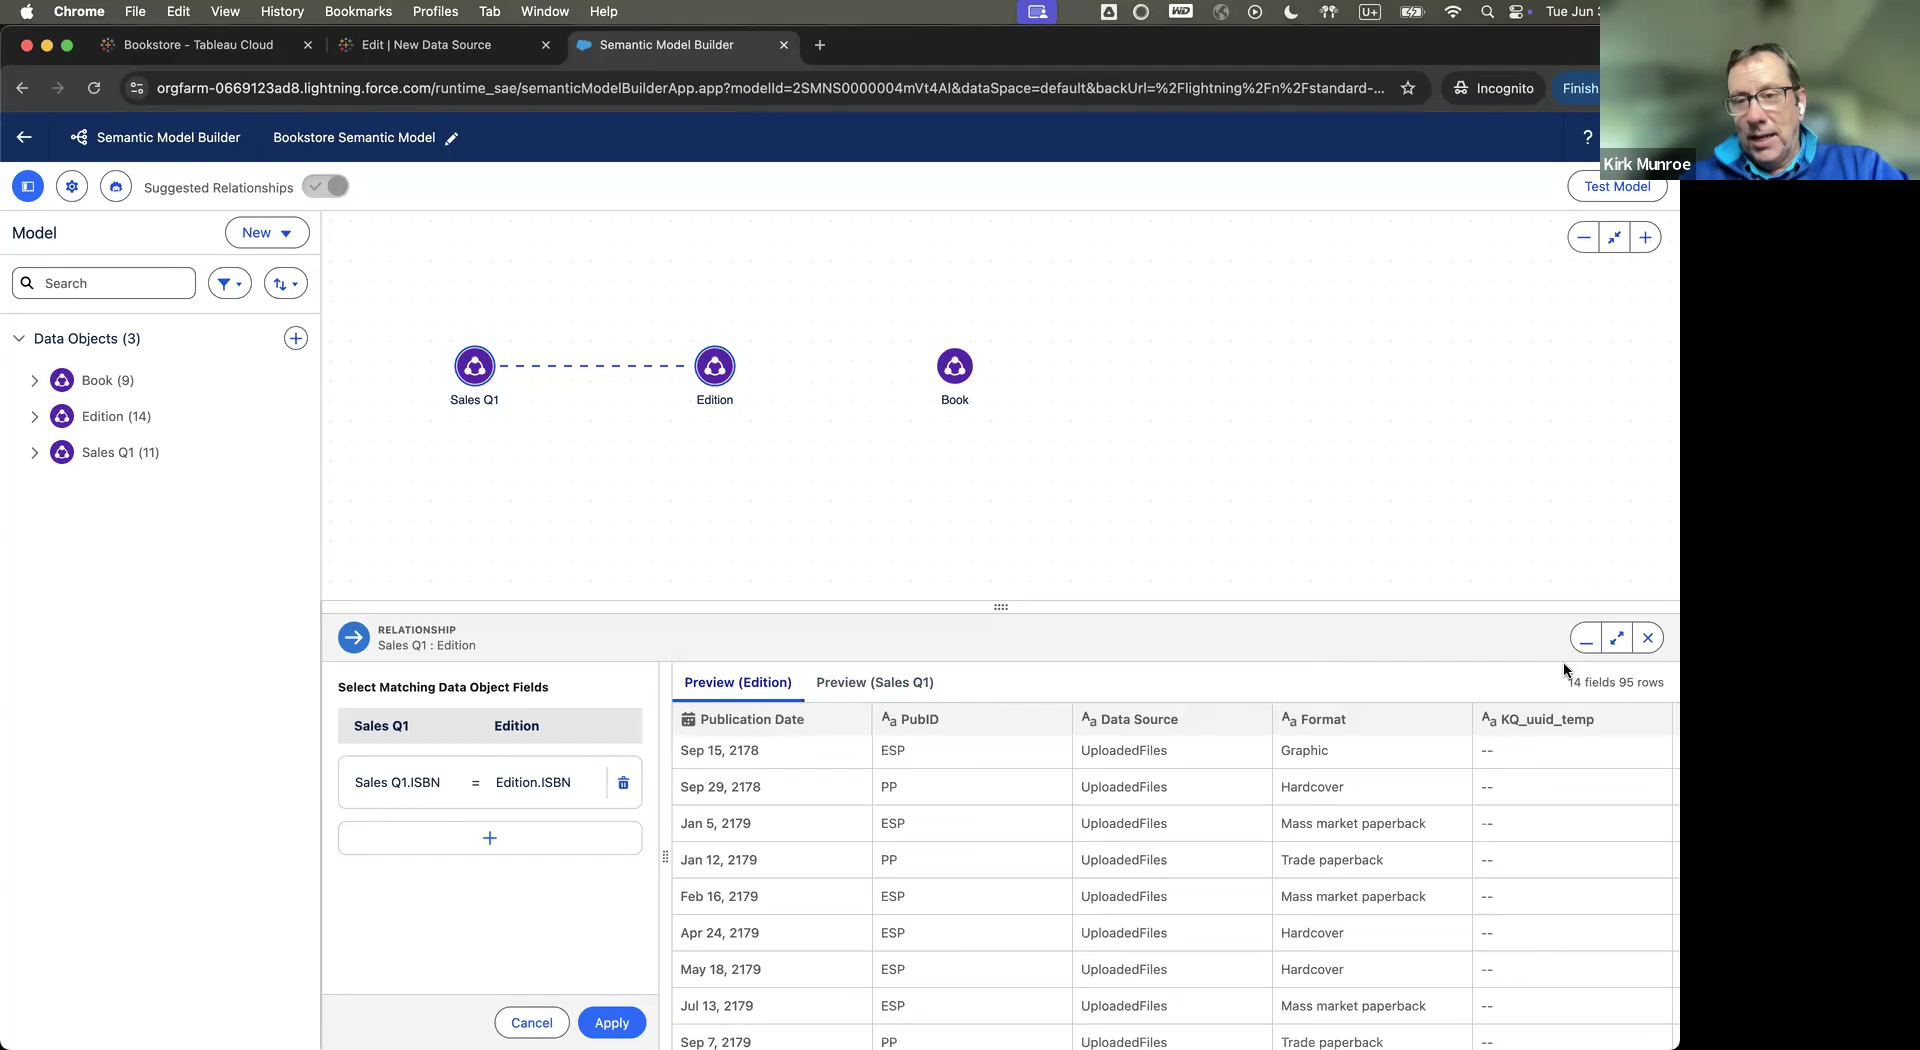 Chrome File Edit View History Bookmarks Profiles Tab Window Help
WD
U+
Tue Jun
Bookstore - Tableau Cloud
Edit | New Data Source
Semantic Model Builder
orgfarm-0669123ad8.lightning.force.com/runtime_sae/semanticModelBuilderApp.app?modelId=2SMNS0000004mVt4AI&dataSpace=default&backUrl=%2Flightning%2Fn%2Fstandard-...
Incognito
Finish
Semantic Model Builder
Bookstore Semantic Model
?
Kirk Munroe
Suggested Relationships
Test Model
Model
New
Search
Data Objects (3)
Book (9)
Edition (14)
Sales Q1 (11)
Sales Q1
Edition
Book
RELATIONSHIP
Sales Q1 : Edition
Select Matching Data Object Fields
Sales Q1 Edition
Sales Q1.ISBN = Edition.ISBN
+
Cancel
Apply
Preview (Edition)
Preview (Sales Q1)
14 fields 95 rows
Publication Date Aa PubID Aa Data Source Aa Format Aa KQ_uuid_temp
Sep 15, 2178 ESP UploadedFiles Graphic --
Sep 29, 2178 PP UploadedFiles Hardcover --
Jan 5, 2179 ESP UploadedFiles Mass market paperback --
Jan 12, 2179 PP UploadedFiles Trade paperback --
Feb 16, 2179 ESP UploadedFiles Mass market paperback --
Apr 24, 2179 ESP UploadedFiles Hardcover --
May 18, 2179 ESP UploadedFiles Hardcover --
Jul 13, 2179 ESP UploadedFiles Mass market paperback --
Sep 7, 2179 PP UploadedFiles Trade paperback --